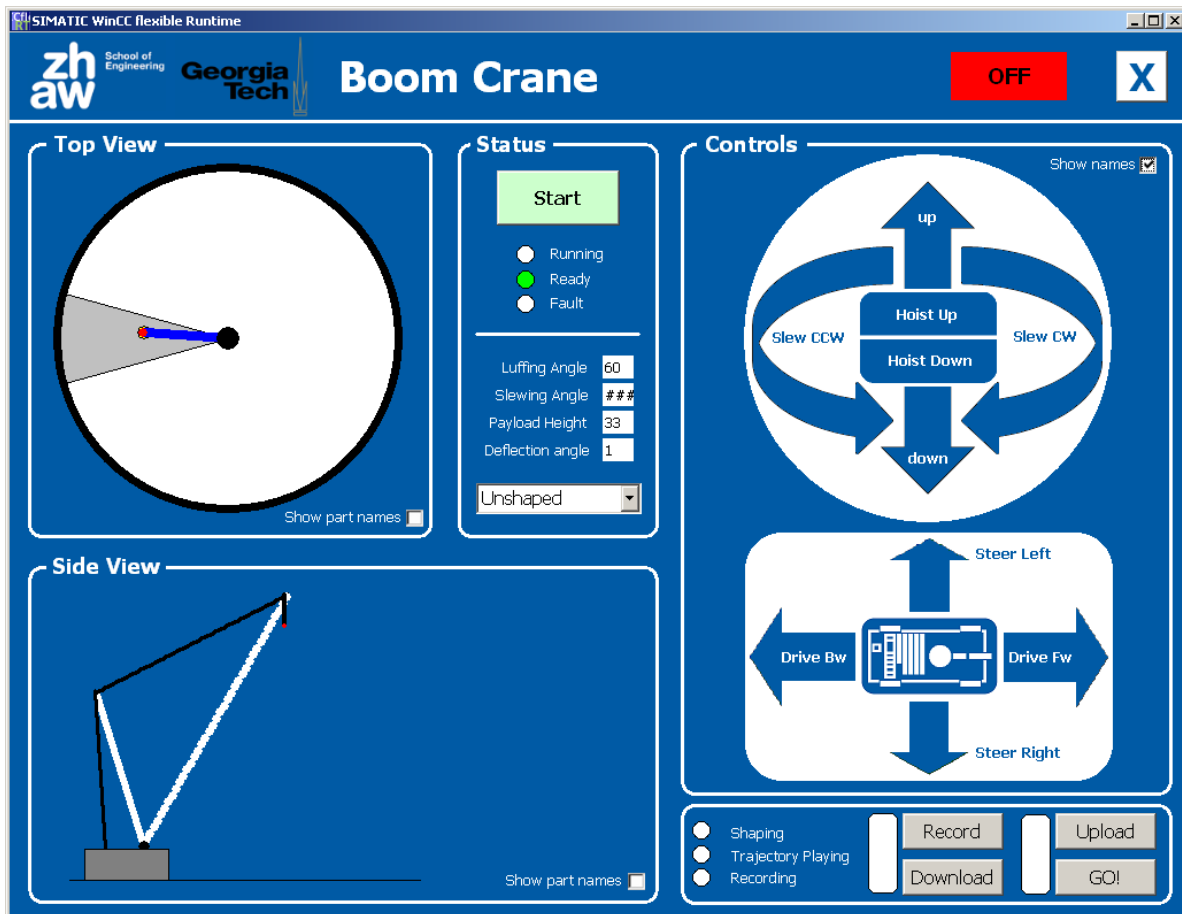 SIMATIC WinCC flexible Runtime
zh
aw
School of
Engineering
Georgia
Tech
Boom Crane
OFF
X
Top View
Show part names
Status
Start
Running
Ready
Fault
Luffing Angle 60
Slewing Angle ###
Payload Height 33
Deflection angle 1
Unshaped
Controls
Show names
up
Hoist Up
Slew CCW
Slew CW
Hoist Down
down
Steer Left
Drive Bw
Drive Fw
Steer Right
Side View
Show part names
Shaping
Trajectory Playing
Recording
Record
Upload
Download
GO!